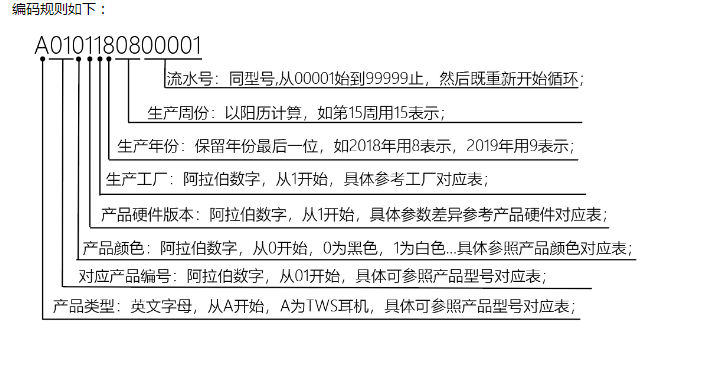 编码规则如下：
A0101180800001
流水号：同型号,从00001始到99999止，然后既重新开始循环；
生产周份：以阳历计算，如第15周用15表示；
生产年份：保留年份最后一位，如2018年用8表示，2019年用9表示；
生产工厂：阿拉伯数字，从1开始，具体参考工厂对应表；
产品硬件版本：阿拉伯数字，从1开始，具体参数差异参考产品硬件对应表；
产品颜色：阿拉伯数字，从0开始，0为黑色，1为白色...具体参照产品颜色对应表；
对应产品编号：阿拉伯数字，从01开始，具体可参照产品型号对应表；
产品类型：英文字母，从A开始，A为TWS耳机，具体可参照产品型号对应表；